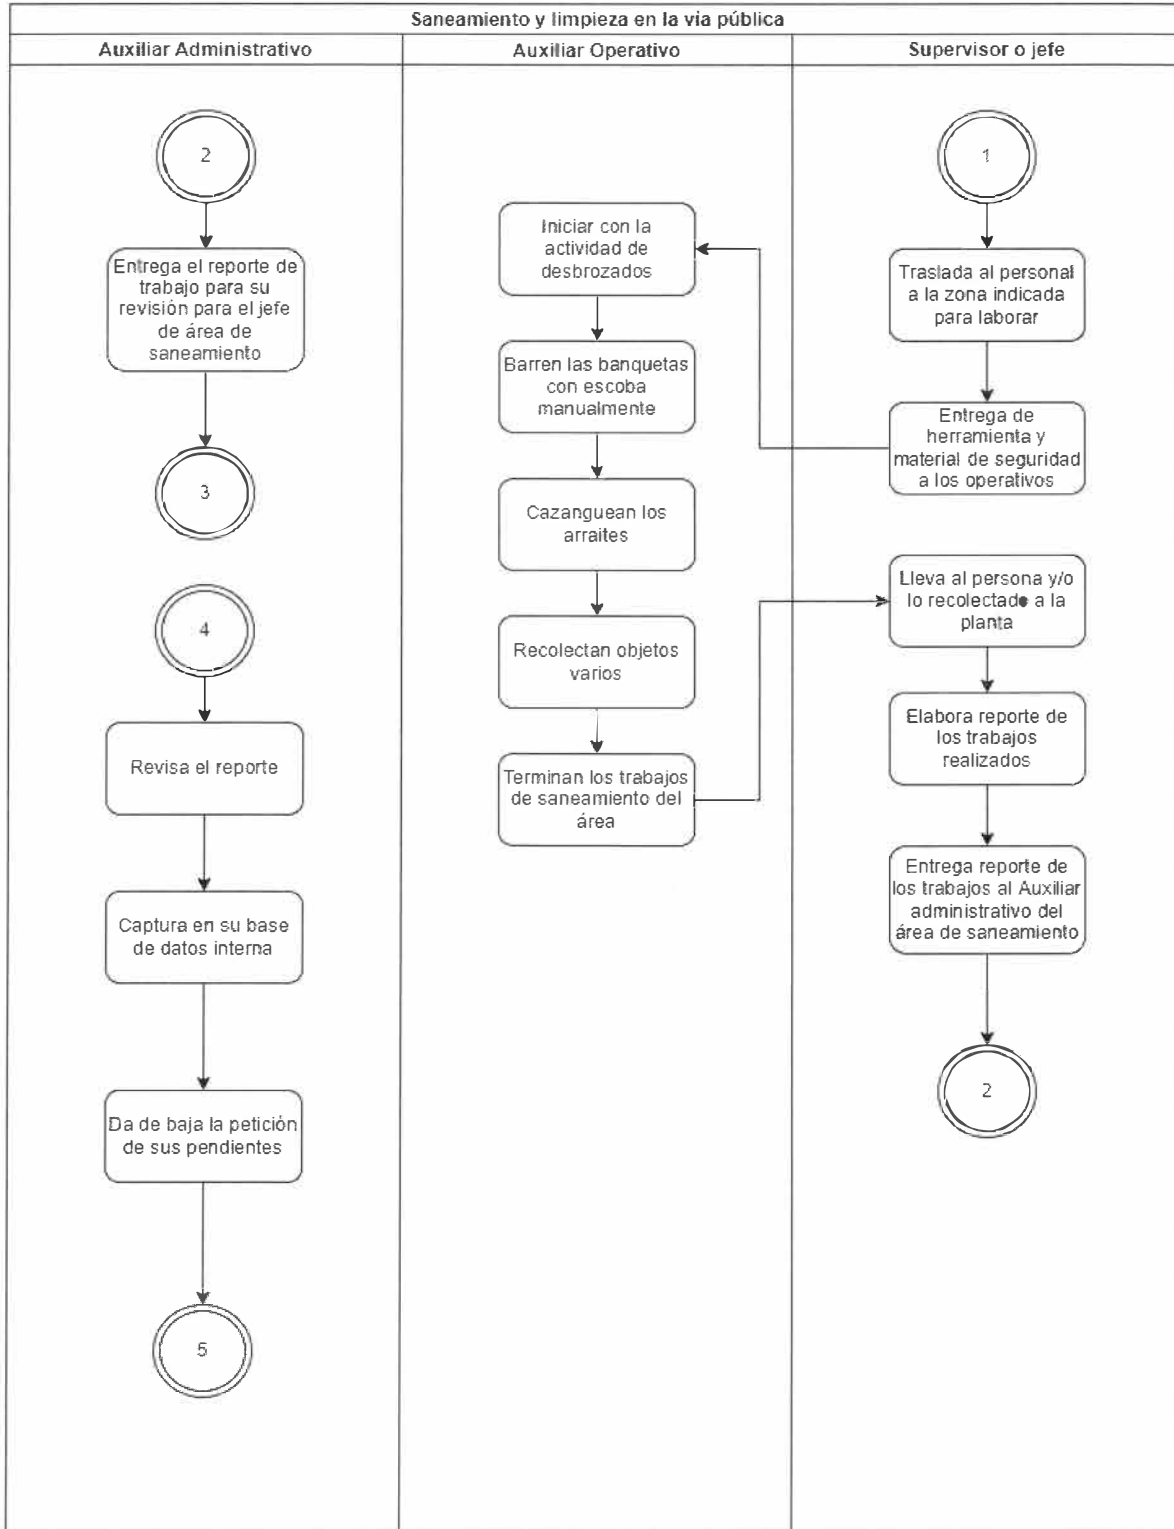 Saneamiento y limpieza en la vía pública
Auxiliar Administrativo
Auxiliar Operativo
Supervisor o jefe
2
Entrega el reporte de
trabajo para su
revisión para el jefe
de área de
saneamiento
3
4
Revisa el reporte
Captura en su base
de datos interna
Da de baja la petición
de sus pendientes
5
Iniciar con la
actividad de
desbrozados
Barren las banquetas
con escoba
manualmente
Cazanguean los
arraites
Recolectan objetos
varios
Terminan los trabajos
de saneamiento del
área
1
Traslada al personal
a la zona indicada
para laborar
Entrega de
herramienta y
material de seguridad
a los operativos
Lleva al persona y/o
lo recolectado a la
planta
Elabora reporte de
los trabajos
realizados
Entrega reporte de
los trabajos al Auxiliar
administrativo del
área de saneamiento
2